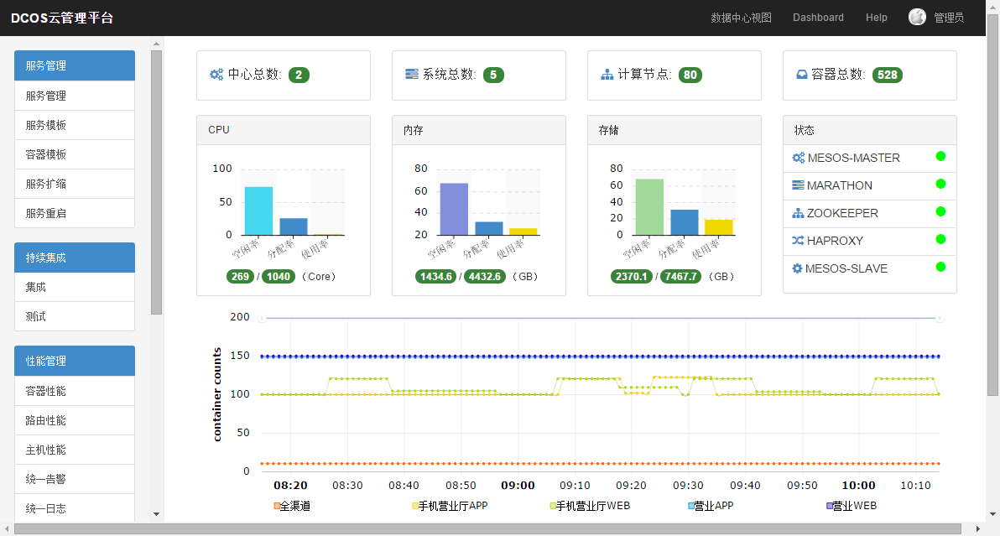 DCOS云管理平台
数据中心视图 Dashboard Help 管理员
服务管理
服务管理
服务模板
容器模板
服务扩缩
服务重启
持续集成
集成
测试
性能管理
容器性能
路由性能
主机性能
统一告警
统一日志
中心总数: 2
系统总数: 5
计算节点: 80
容器总数: 528
CPU
100
50
0
空闲率 分配率 使用率
269 / 1040 （Core）
内存
80
60
40
20
空闲率 分配率 使用率
1434.6 / 4432.6 （GB）
存储
80
60
40
20
0
空闲率 分配率 使用率
2370.1 / 7467.7 （GB）
状态
MESOS-MASTER
MARATHON
ZOOKEEPER
HAPROXY
MESOS-SLAVE
container counts
200
150
100
50
0
08:20 08:30 08:40 08:50 09:00 09:10 09:20 09:30 09:40 09:50 10:00 10:10
全渠道 手机营业厅APP 手机营业厅WEB 营业APP 营业WEB